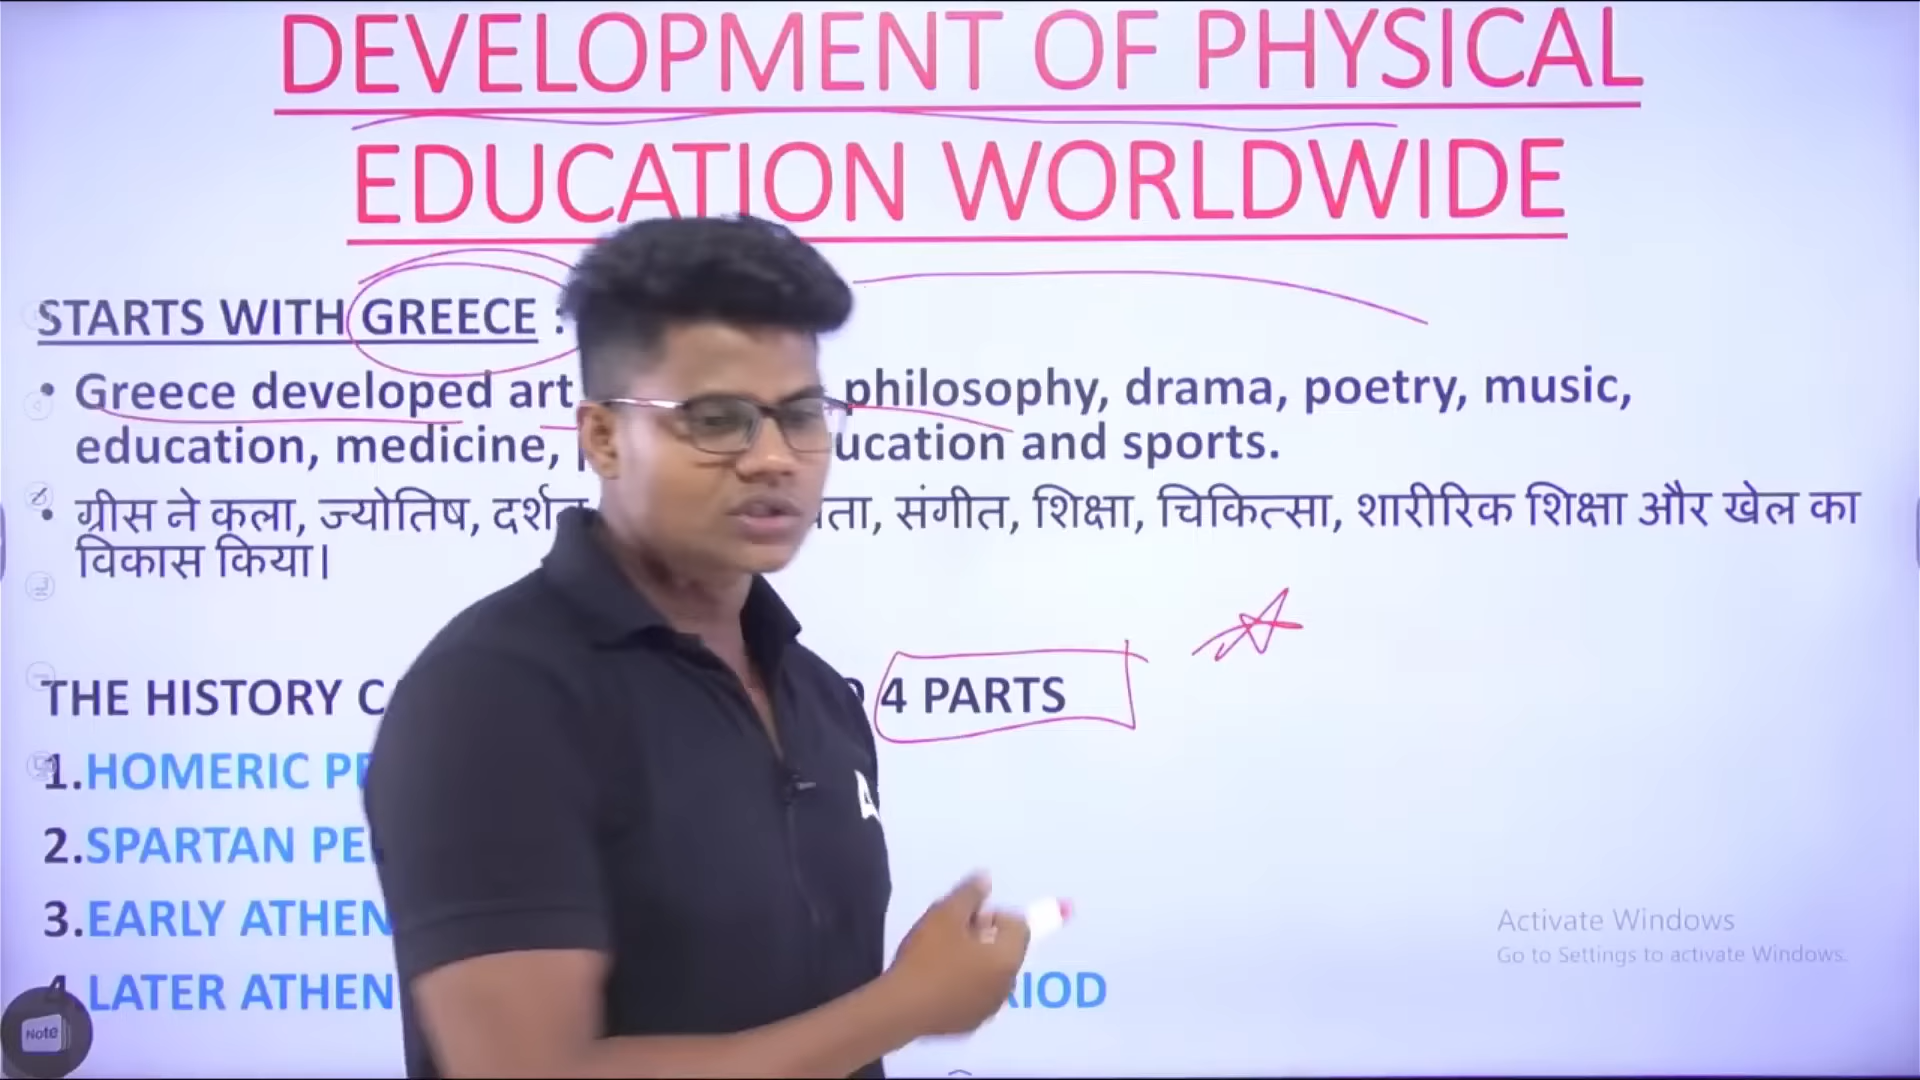 DEVELOPMENT OF PHYSICAL
EDUCATION WORLDWIDE
STARTS WITH GREECE :
• Greece developed art philosophy, drama, poetry, music,
education, medicine, and sports.
• ग्रीस ने कला, ज्योतिष, संगीत, शिक्षा, चिकित्सा, शारीरिक शिक्षा और खेल का
विकास किया।
THE HISTORY 4 PARTS
1.HOMERIC
2.SPARTAN
3.EARLY
4.LATER
Activate Windows
Go to Settings to activate Windows.
Note